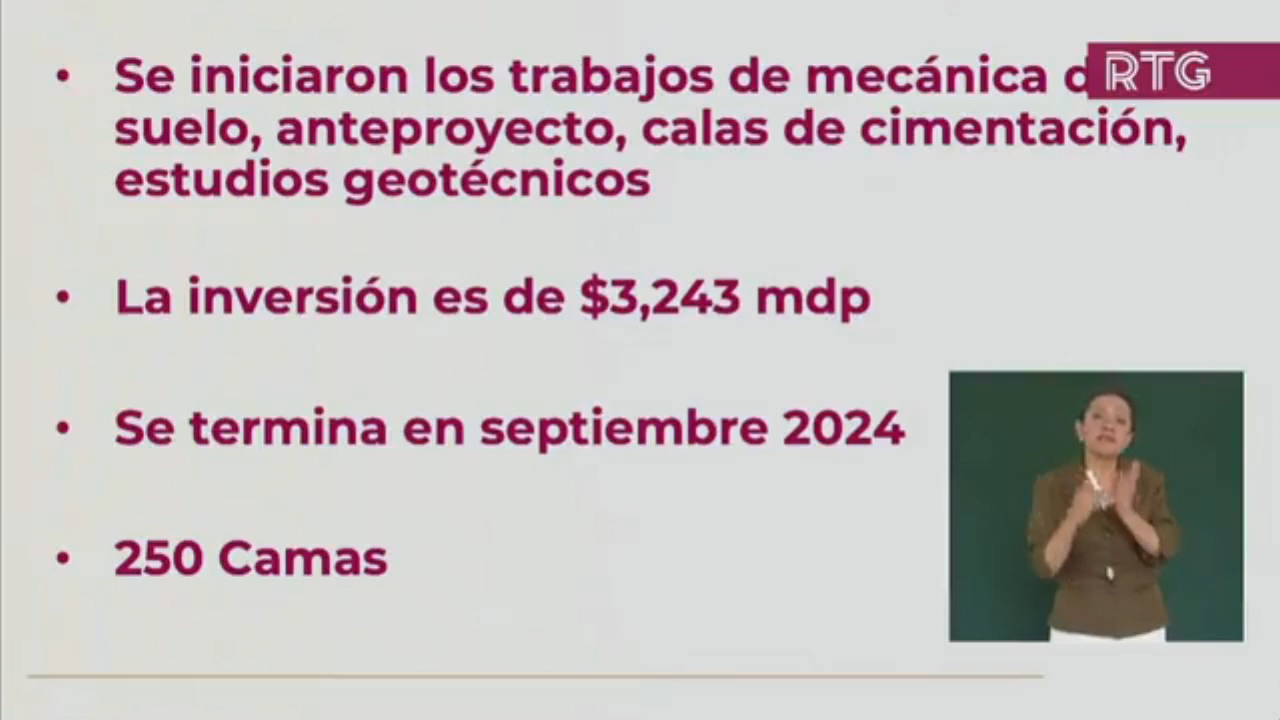 • Se iniciaron los trabajos de mecánica
RTG
suelo, anteproyecto, calas de cimentación,
estudios geotécnicos
• La inversión es de $3,243 mdp
• Se termina en septiembre 2024
• 250 Camas